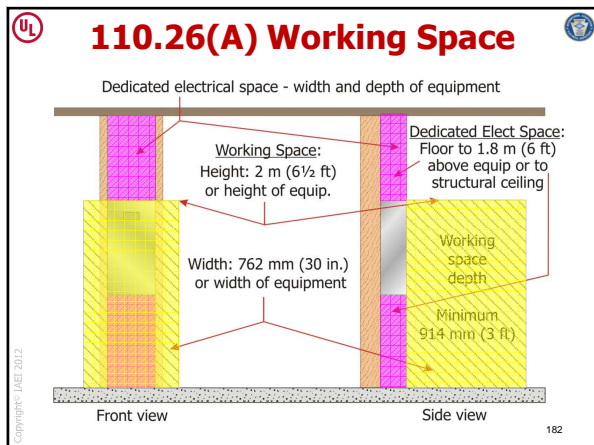 UL
110.26(A) Working Space
Dedicated electrical space - width and depth of equipment
Working Space:
Height: 2 m (6½ ft)
or height of equip.
Dedicated Elect Space:
Floor to 1.8 m (6 ft)
above equip or to
structural ceiling
Width: 762 mm (30 in.)
or width of equipment
Working
space
depth
Minimum
914 mm (3 ft)
Front view
Side view
Copyright© IAEI 2012
182